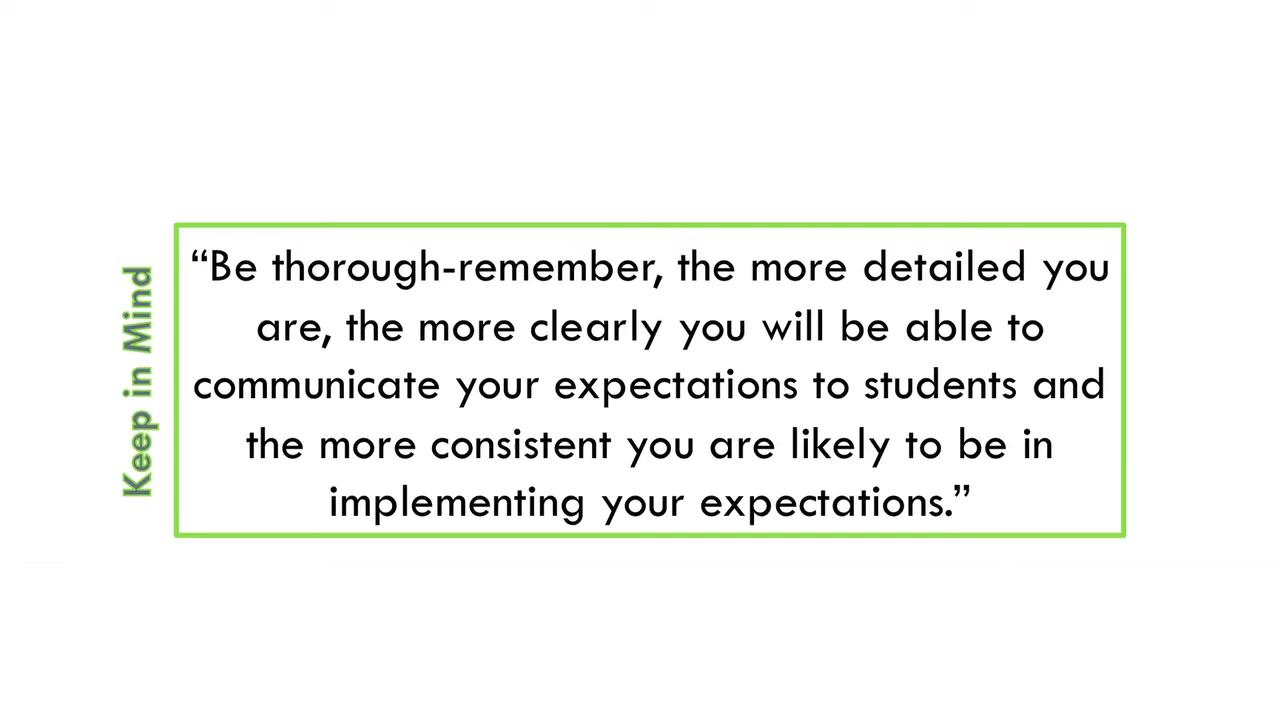 Keep in Mind
“Be thorough-remember, the more detailed you
are, the more clearly you will be able to
communicate your expectations to students and
the more consistent you are likely to be in
implementing your expectations.”